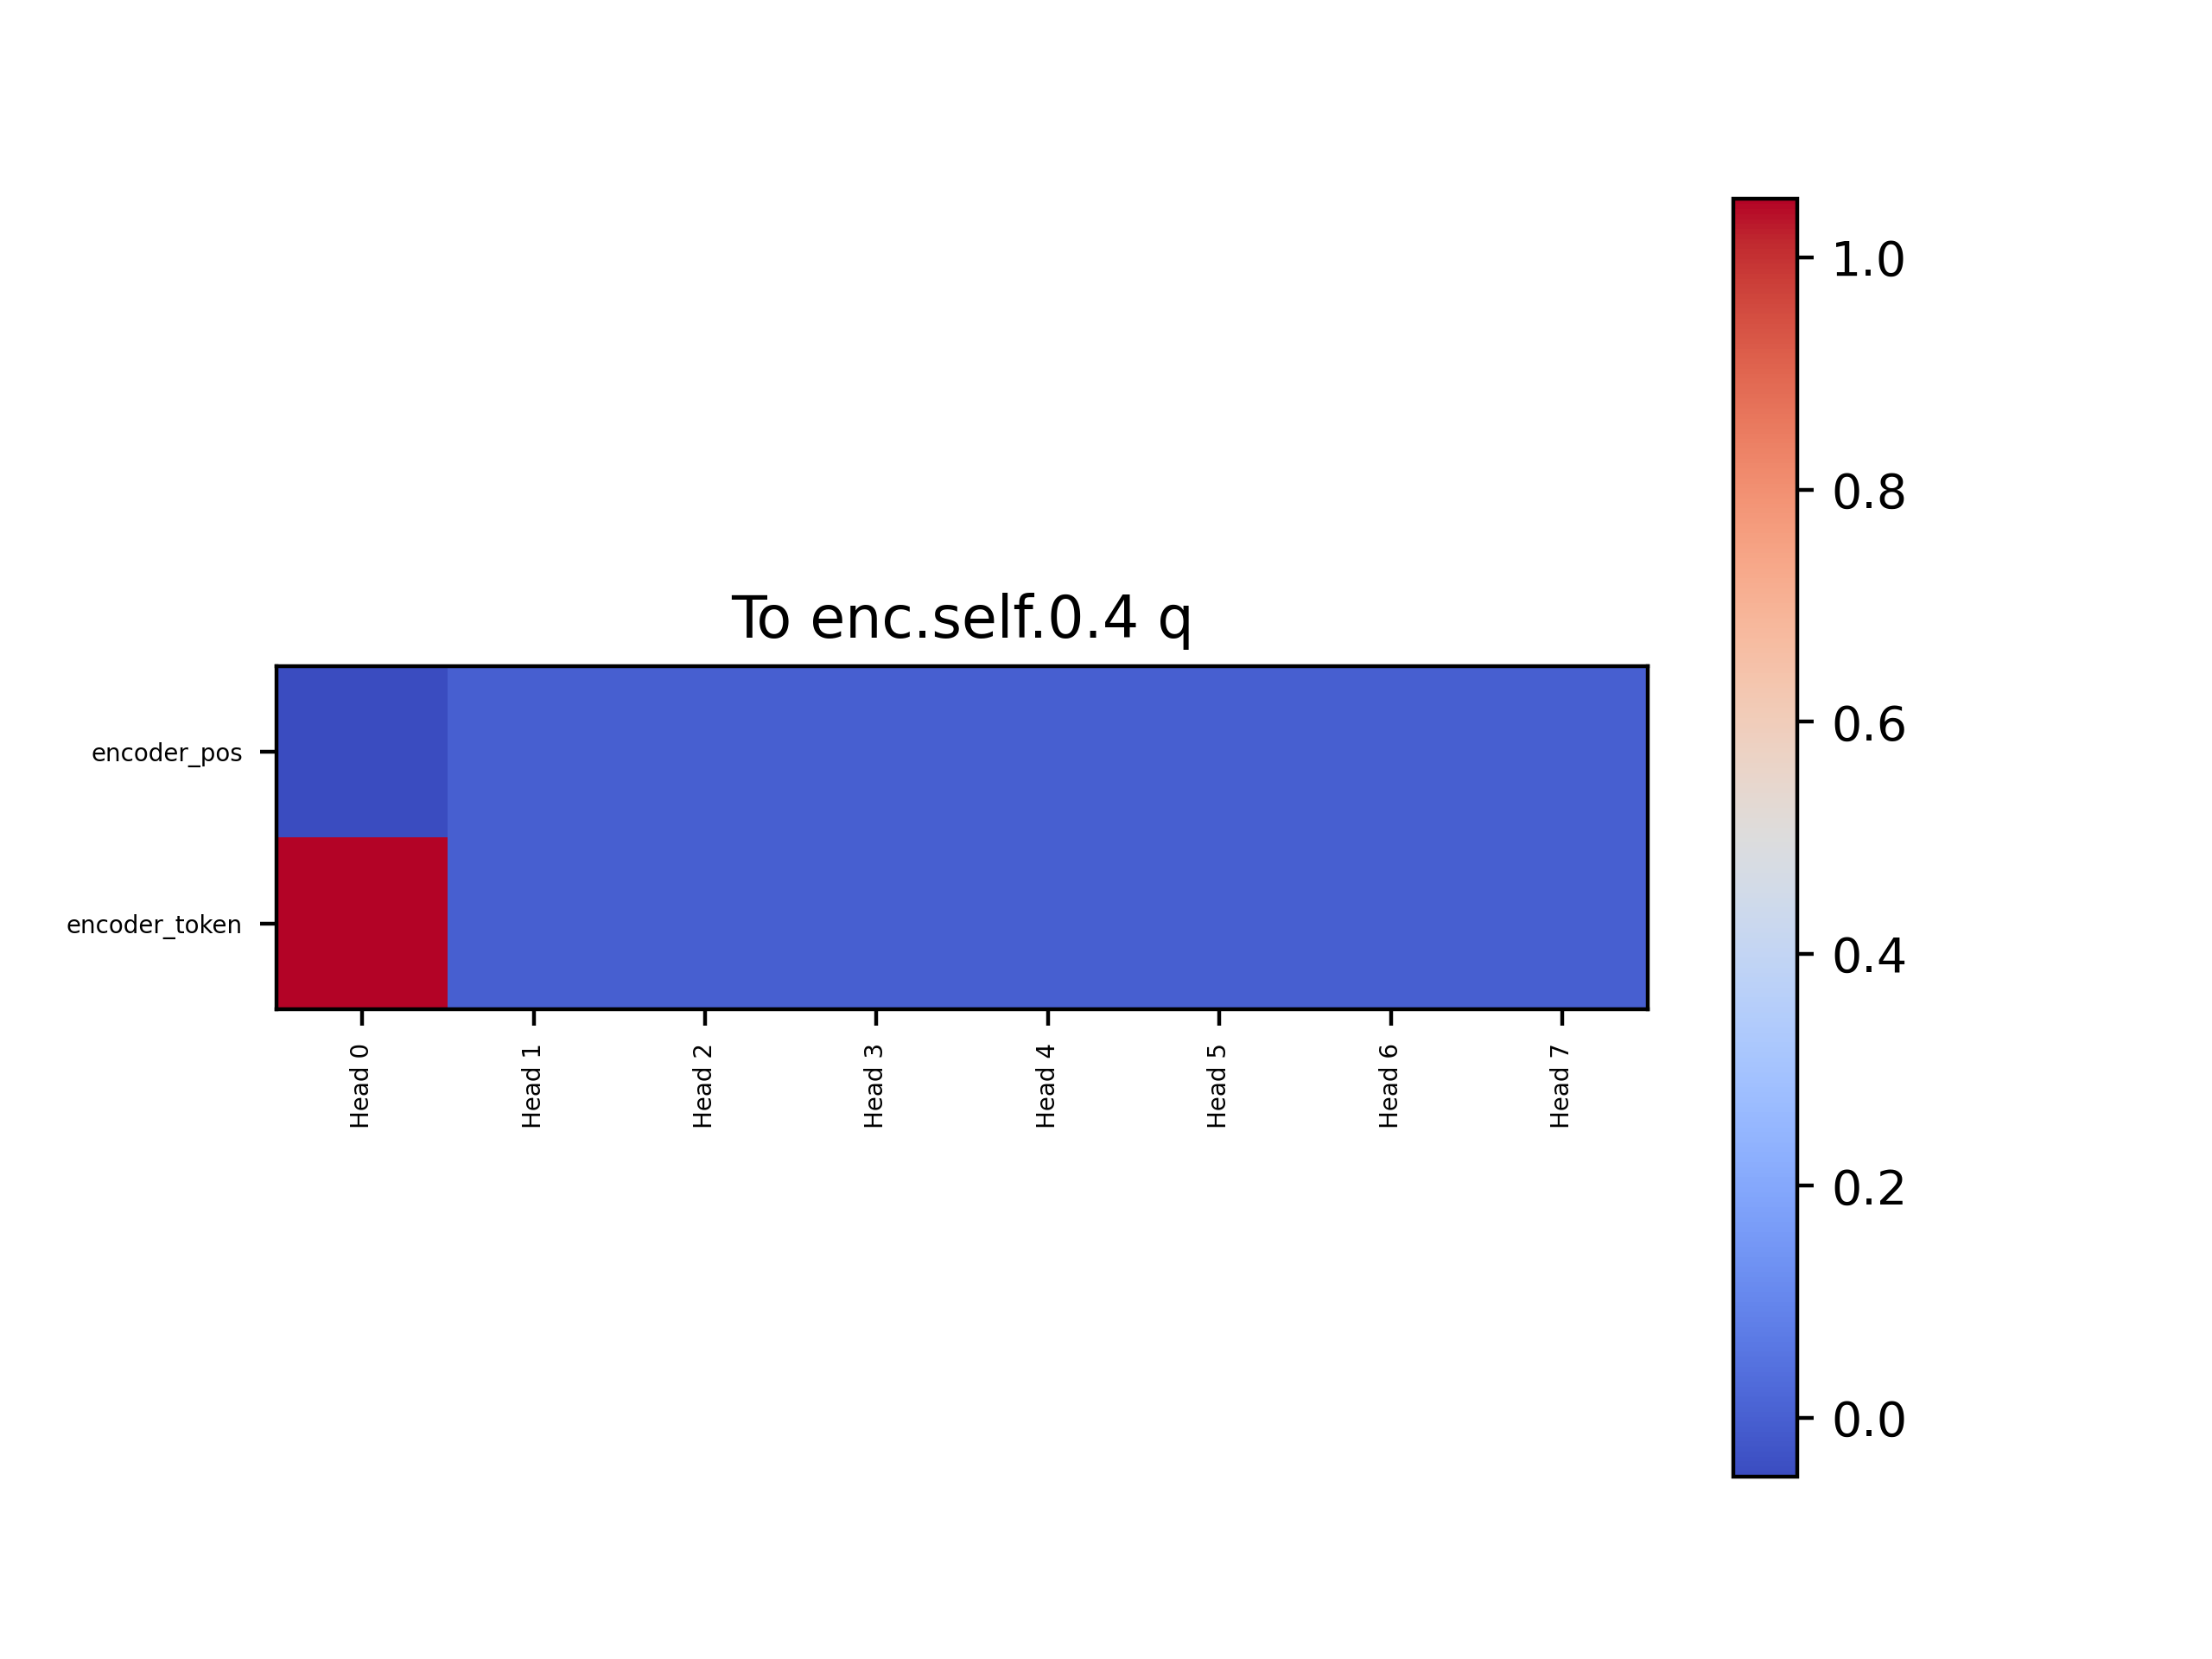 To enc.self.0.4 q
encoder_pos
encoder_token
Head 0
Head 1
Head 2
Head 3
Head 4
Head 5
Head 6
Head 7
1.0
0.8
0.6
0.4
0.2
0.0